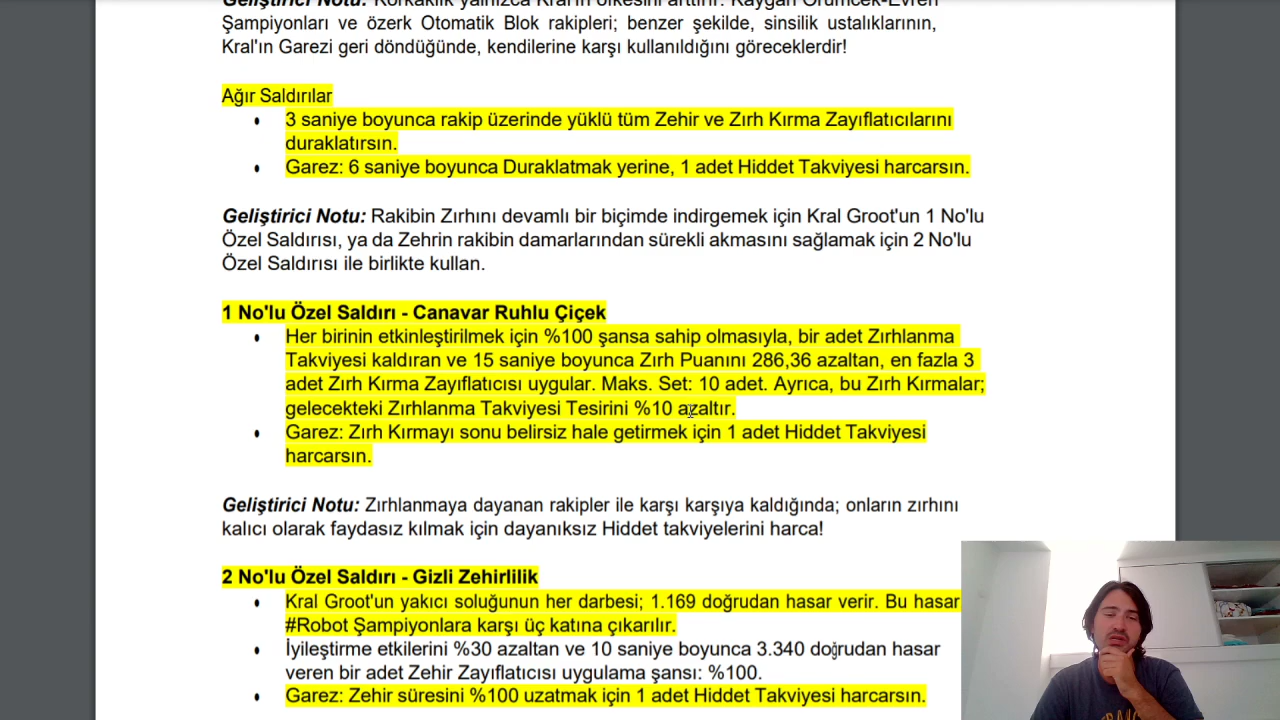 Geliştirici Notu: Korkaklık yalnızca Kral'ın öfkesini arttırır. Kaygan Örümcek-Evren
Şampiyonları ve özerk Otomatik Blok rakipleri; benzer şekilde, sinsilik ustalıklarının,
Kral'ın Garezi geri döndüğünde, kendilerine karşı kullanıldığını göreceklerdir!
Ağır Saldırılar
• 3 saniye boyunca rakip üzerinde yüklü tüm Zehir ve Zırh Kırma Zayıflatıcılarını
duraklatırsın.
• Garez: 6 saniye boyunca Duraklatmak yerine, 1 adet Hiddet Takviyesi harcarsın.
Geliştirici Notu: Rakibin Zırhını devamlı bir biçimde indirgemek için Kral Groot'un 1 No'lu
Özel Saldırısı, ya da Zehrin rakibin damarlarından sürekli akmasını sağlamak için 2 No'lu
Özel Saldırısı ile birlikte kullan.
1 No'lu Özel Saldırı - Canavar Ruhlu Çiçek
• Her birinin etkinleştirilmek için %100 şansa sahip olmasıyla, bir adet Zırhlanma
Takviyesi kaldıran ve 15 saniye boyunca Zırh Puanını 286,36 azaltan, en fazla 3
adet Zırh Kırma Zayıflatıcısı uygular. Maks. Set: 10 adet. Ayrıca, bu Zırh Kırmalar;
gelecekteki Zırhlanma Takviyesi Tesirini %10 azaltır.
• Garez: Zırh Kırmayı sonu belirsiz hale getirmek için 1 adet Hiddet Takviyesi
harcarsın.
Geliştirici Notu: Zırhlanmaya dayanan rakipler ile karşı karşıya kaldığında; onların zırhını
kalıcı olarak faydasız kılmak için dayanıksız Hiddet takviyelerini harca!
2 No'lu Özel Saldırı - Gizli Zehirlilik
• Kral Groot'un yakıcı soluğunun her darbesi; 1.169 doğrudan hasar verir. Bu hasar
#Robot Şampiyonlara karşı üç katına çıkarılır.
• İyileştirme etkilerini %30 azaltan ve 10 saniye boyunca 3.340 doğrudan hasar
veren bir adet Zehir Zayıflatıcısı uygulama şansı: %100.
• Garez: Zehir süresini %100 uzatmak için 1 adet Hiddet Takviyesi harcarsın.